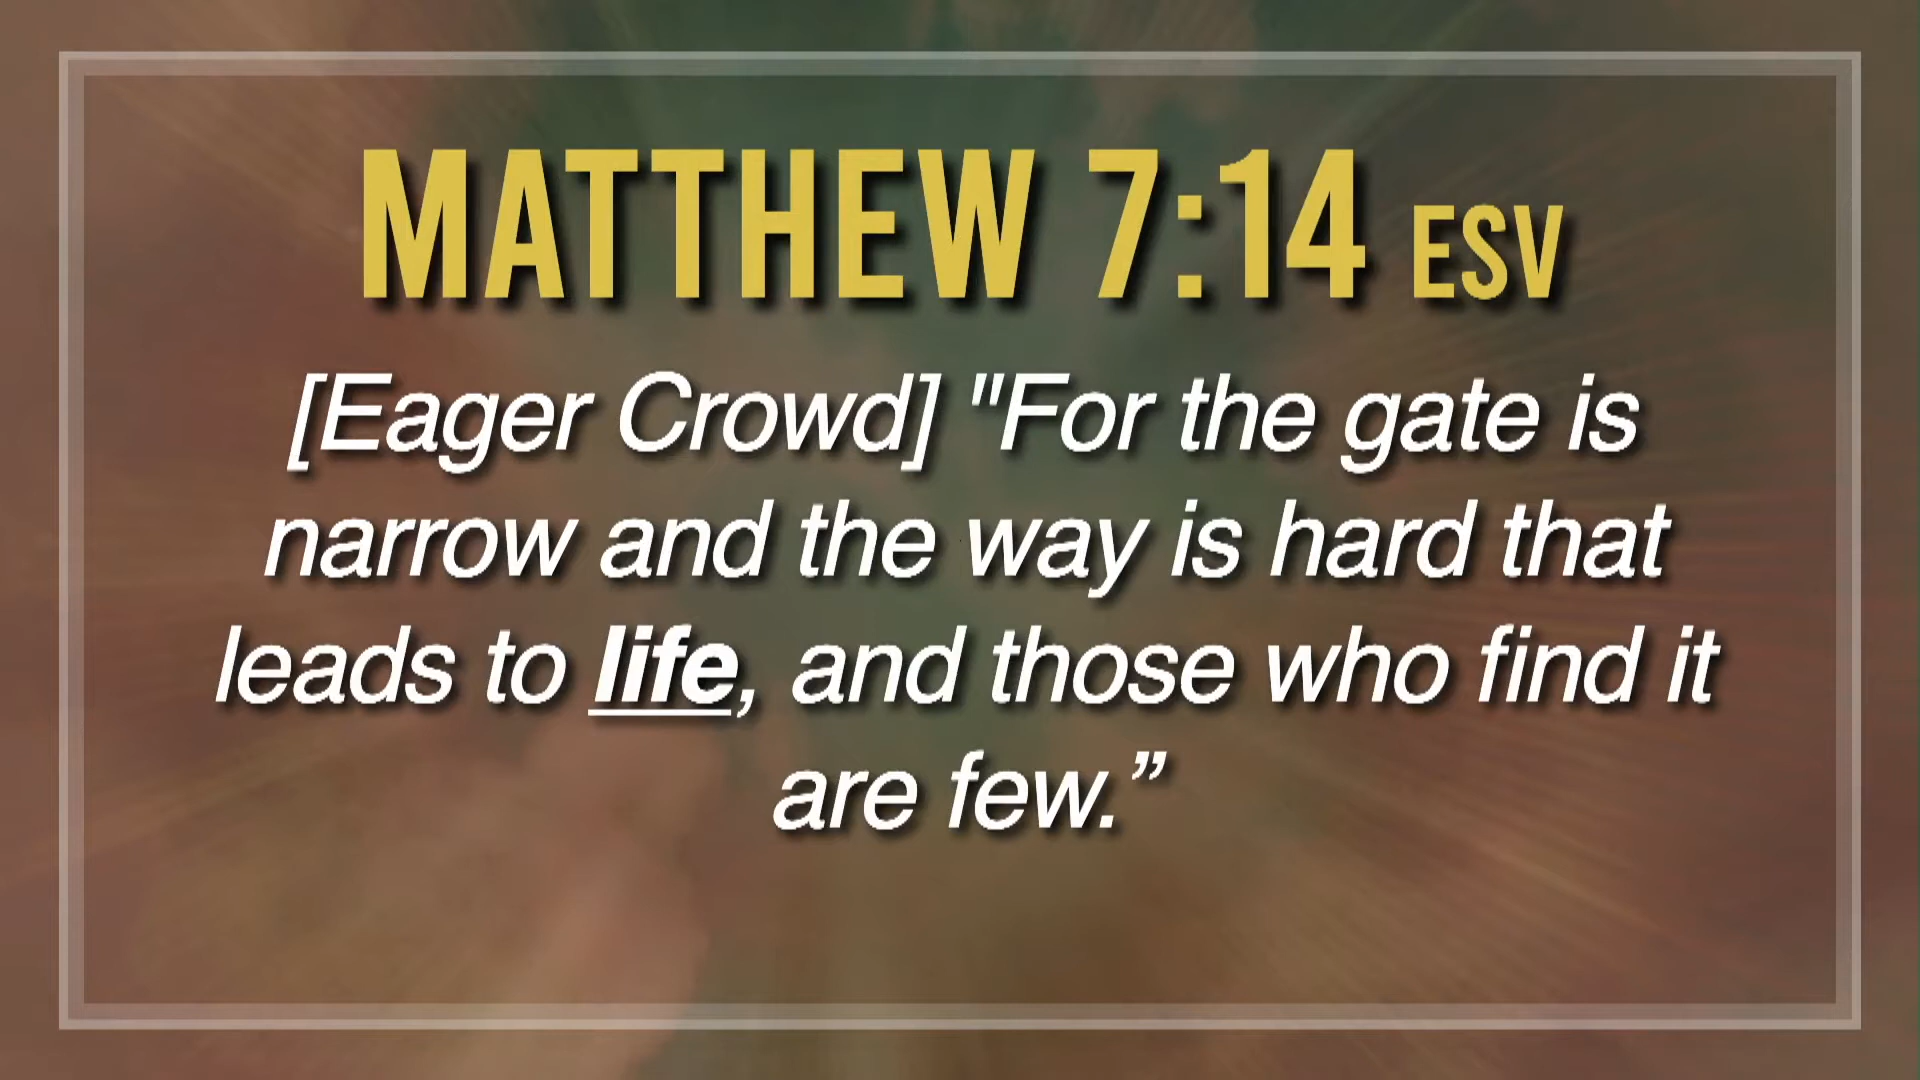 MATTHEW 7:14 ESV
[Eager Crowd] "For the gate is
narrow and the way is hard that
leads to life, and those who find it
are few.”